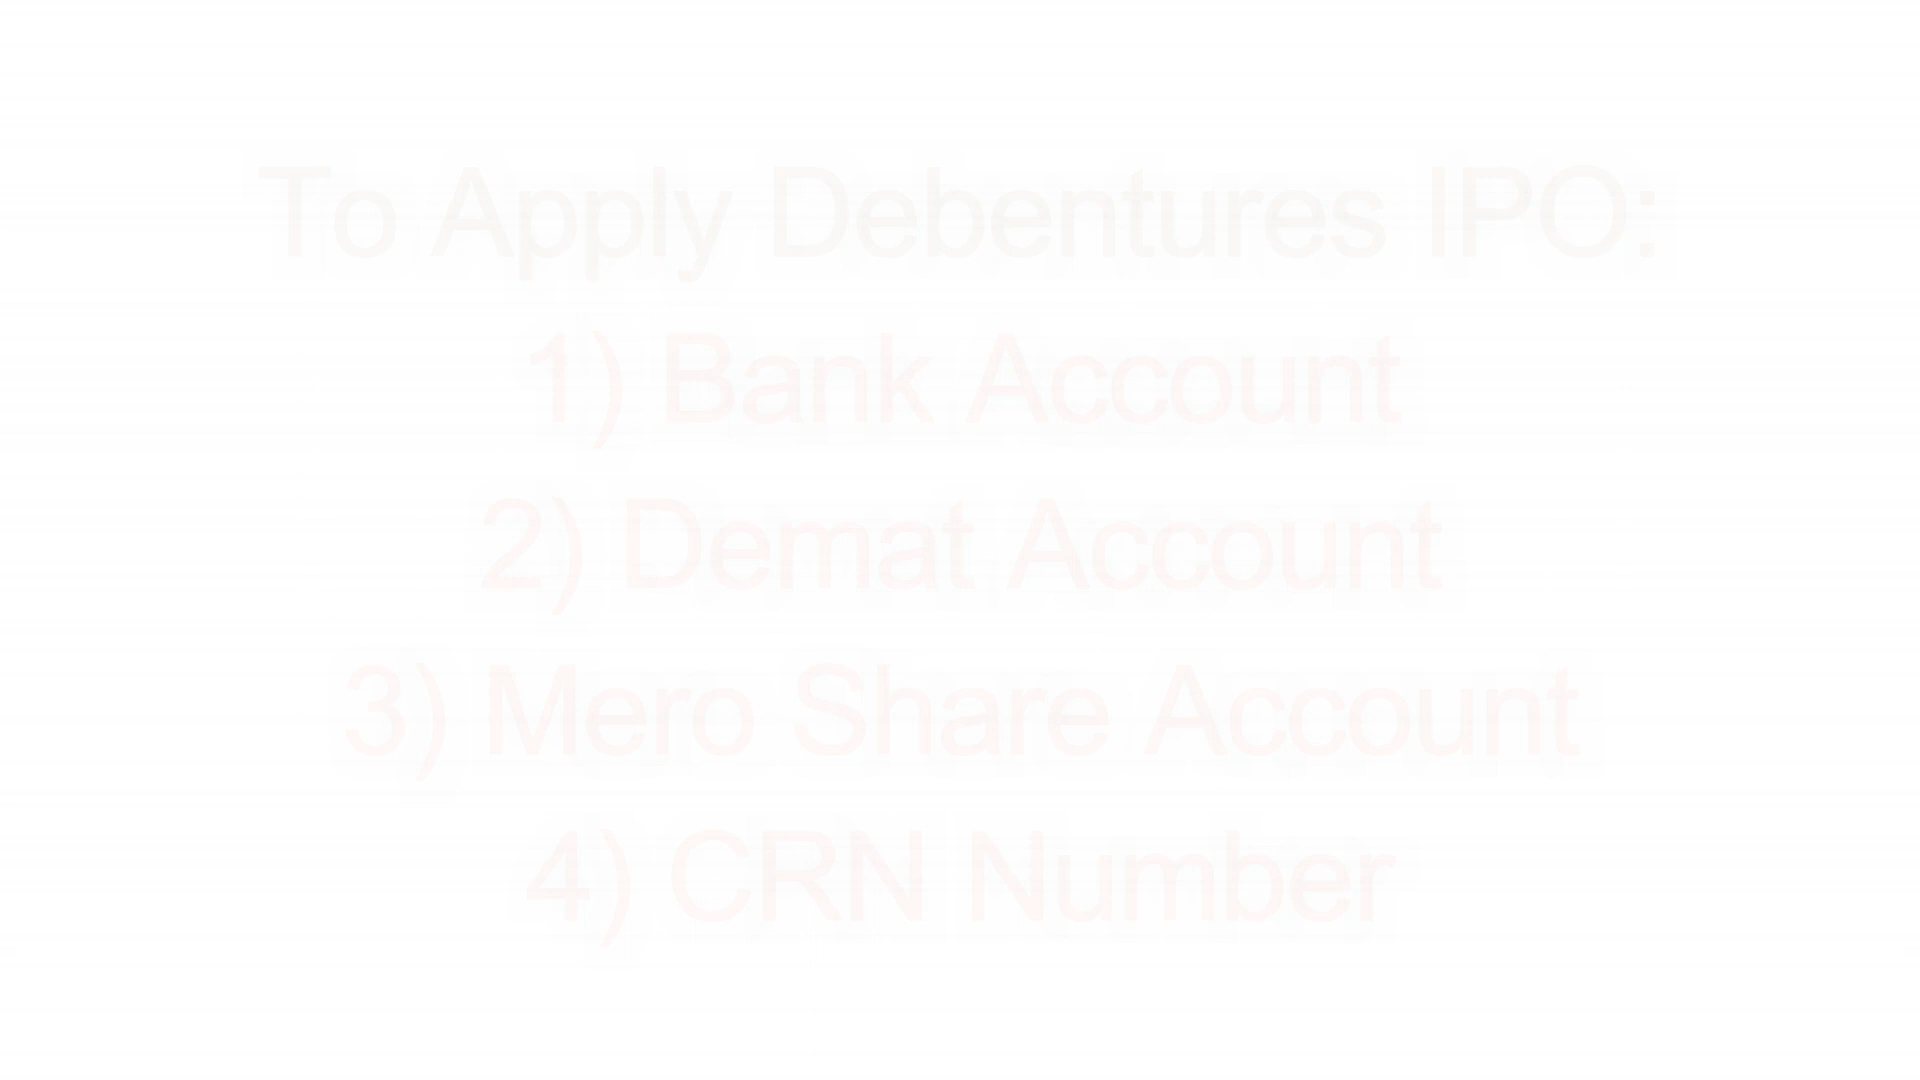 To Apply Debentures IPO:
1) Bank Account
2) Demat Account
3) Mero Share Account
4) CRN Number